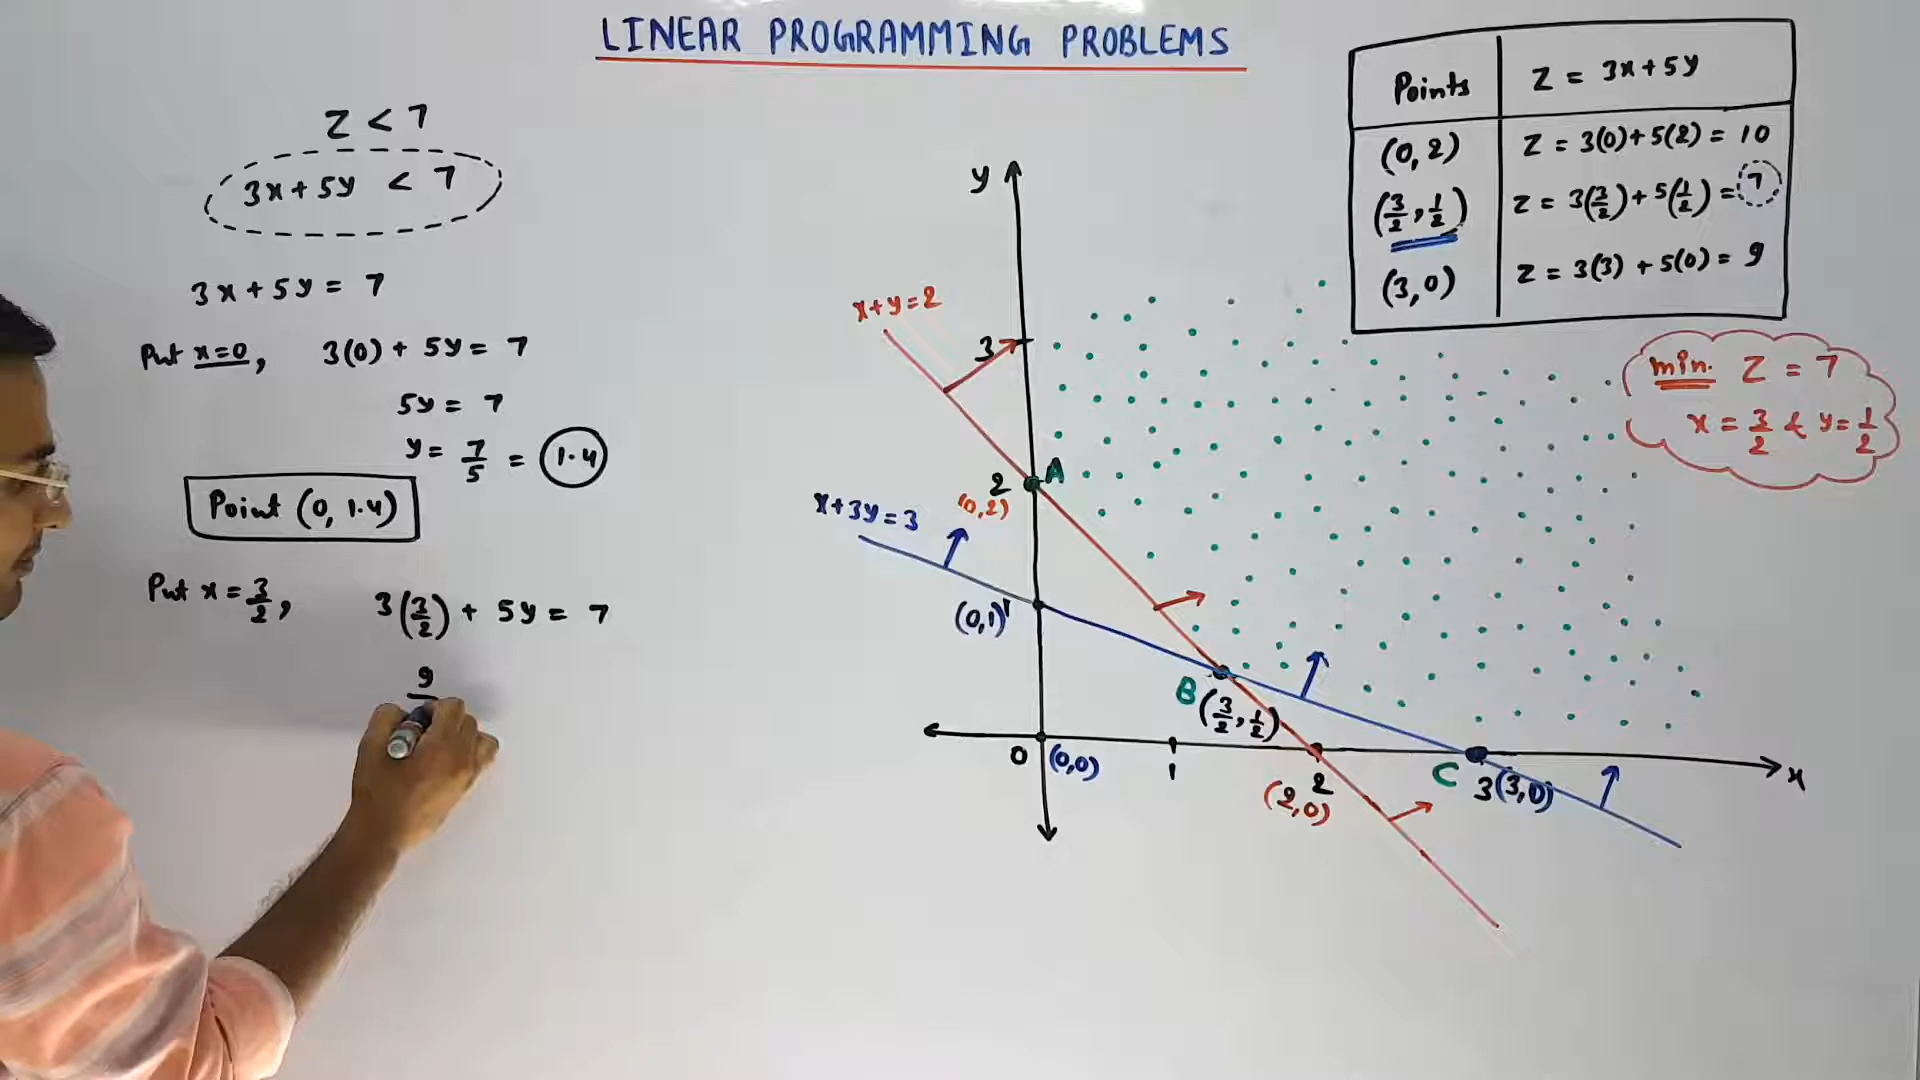 LINEAR PROGRAMMING PROBLEMS
Z < 7
3x + 5y < 7
3x + 5y = 7
Put x=0, 3(0) + 5y = 7
5y = 7
y = 7/5 = 1.4
Point (0, 1.4)
Put x = 3/2, 3(3/2) + 5y = 7
9
y
x+y=2
3
A
2
(0,2)
x+3y=3
(0,1)
1
B
(3/2, 1/2)
0
(0,0)
1
2
(2,0)
C
3(3,0)
x
Points Z = 3x+5y
(0,2) Z = 3(0)+5(2) = 10
(3/2, 1/2) Z = 3(3/2)+5(1/2) = 7
(3,0) Z = 3(3) + 5(0) = 9
min. Z = 7
x = 3/2 & y = 1/2